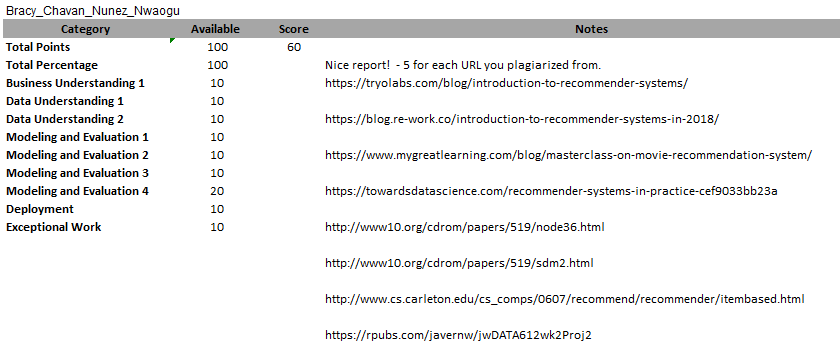 Bracy_Chavan_Nunez_Nwaogu
Category Available Score Notes
Total Points 100 60
Total Percentage 100 Nice report!  - 5 for each URL you plagiarized from.
Business Understanding 1 10 https://tryolabs.com/blog/introduction-to-recommender-systems/
Data Understanding 1 10
Data Understanding 2 10 https://blog.re-work.co/introduction-to-recommender-systems-in-2018/
Modeling and Evaluation 1 10
Modeling and Evaluation 2 10 https://www.mygreatlearning.com/blog/masterclass-on-movie-recommendation-system/
Modeling and Evaluation 3 10
Modeling and Evaluation 4 20 https://towardsdatascience.com/recommender-systems-in-practice-cef9033bb23a
Deployment 10
Exceptional Work 10 http://www10.org/cdrom/papers/519/node36.html
http://www10.org/cdrom/papers/519/sdm2.html
http://www.cs.carleton.edu/cs_comps/0607/recommend/recommender/itembased.html
https://rpubs.com/javernw/jwDATA612wk2Proj2